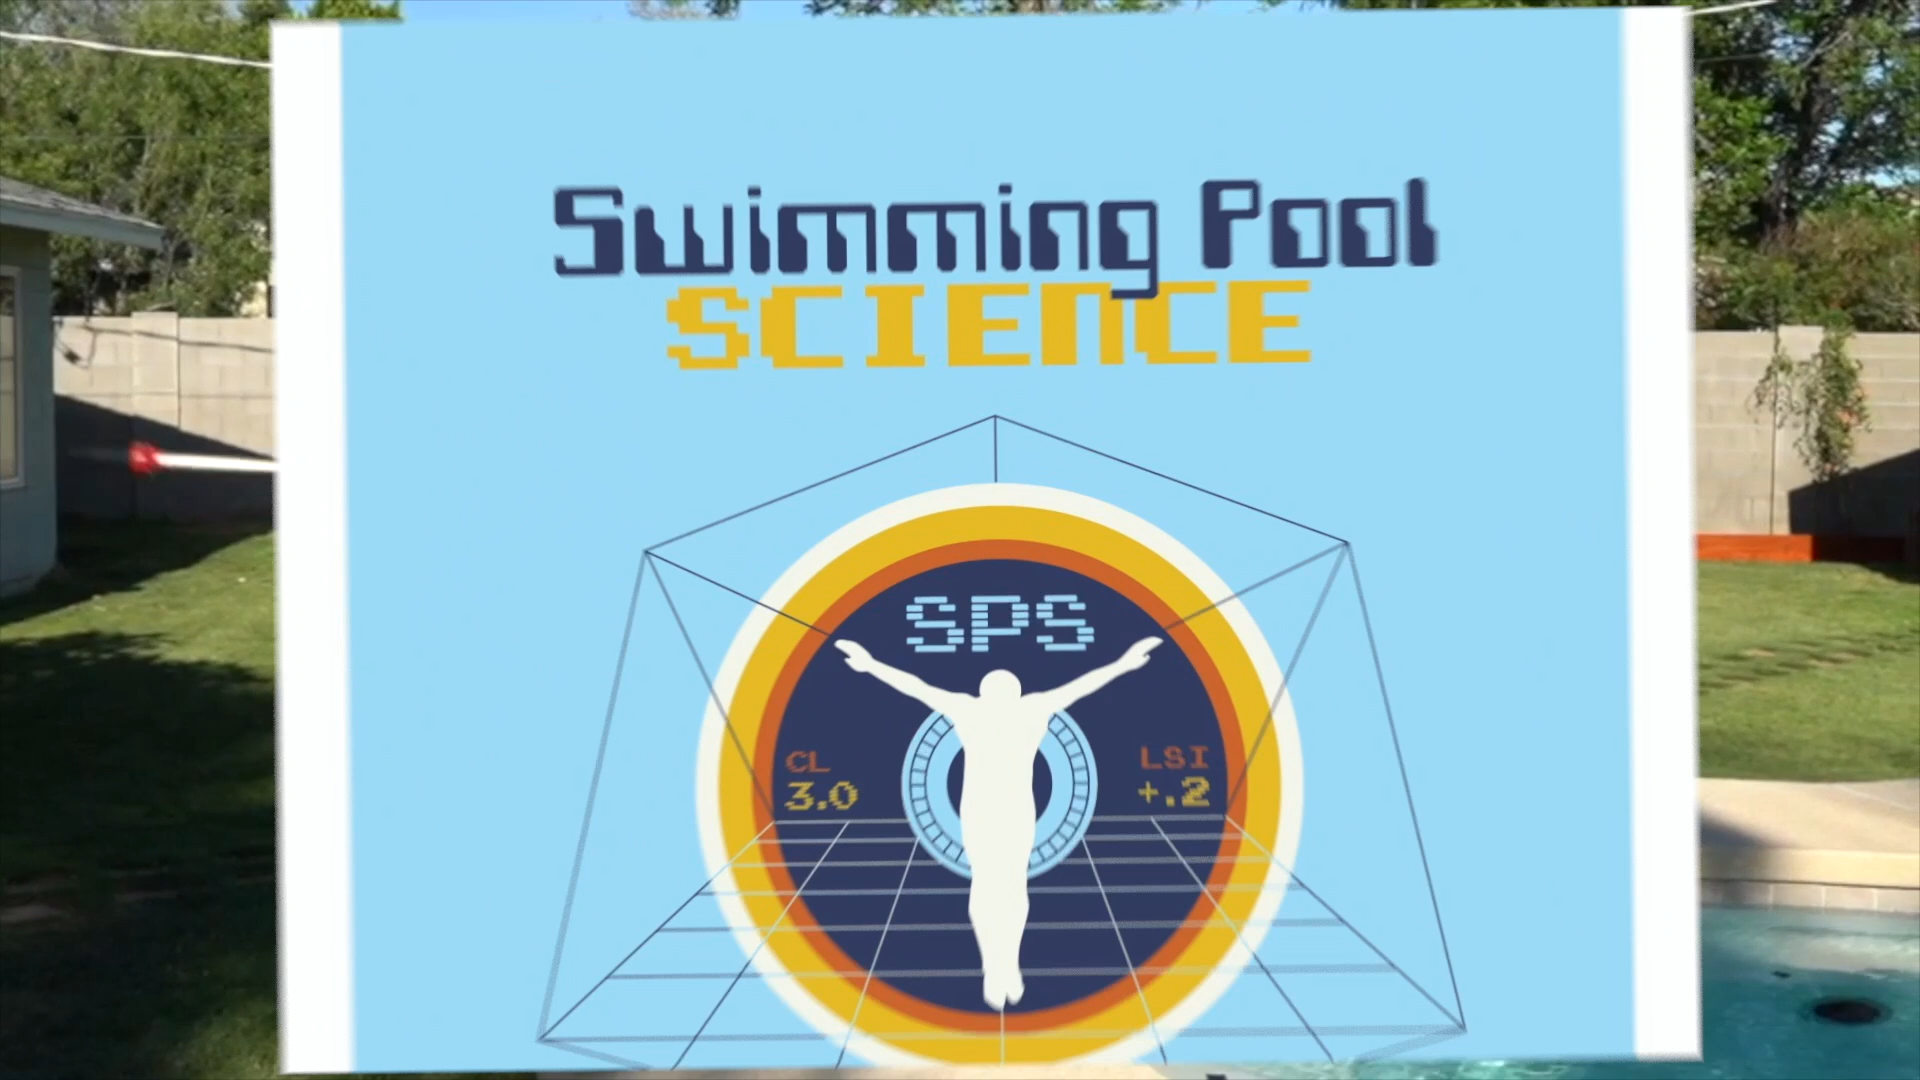 Swimming Pool
SCIENCE
SPS
CL
3.0
LSI
+.2